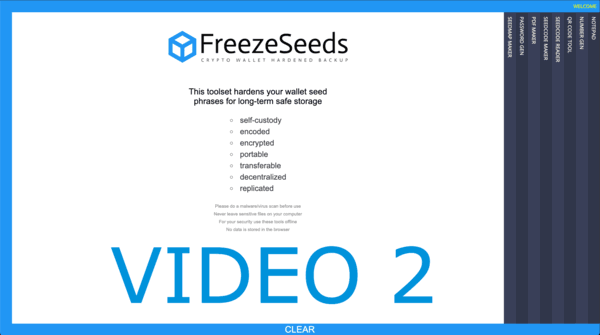 WELCOME
FreezeSeeds
CRYPTO WALLET HARDENED BACKUP
This toolset hardens your wallet seed
phrases for long-term safe storage
self-custody
encoded
encrypted
portable
transferable
decentralized
replicated
Please do a malware/virus scan before use
Never leave sensitive files on your computer
For your security use these tools offline
No data is stored in the browser
VIDEO 2
SEEDMAP MAKER
PASSWORD GEN
PDF MAKER
SEEDCODE MAKER
SEEDCODE READER
QR CODE TOOL
NUMBER GEN
NOTEPAD
CLEAR